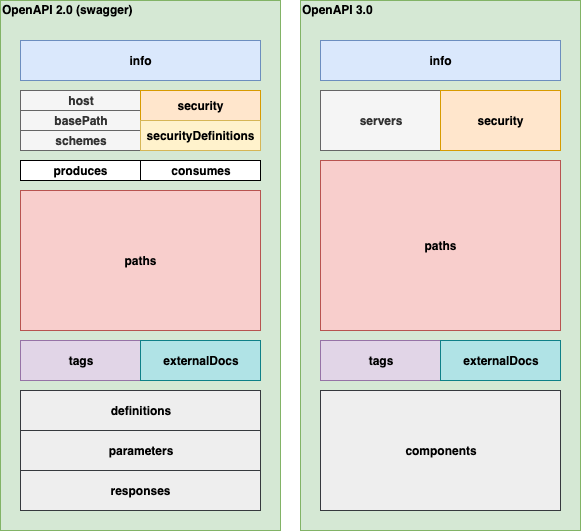 OpenAPI 2.0 (swagger)
info
host
basePath
schemes
security
securityDefinitions
produces
consumes
paths
tags
externalDocs
definitions
parameters
responses
OpenAPI 3.0
info
servers
security
paths
tags
externalDocs
components